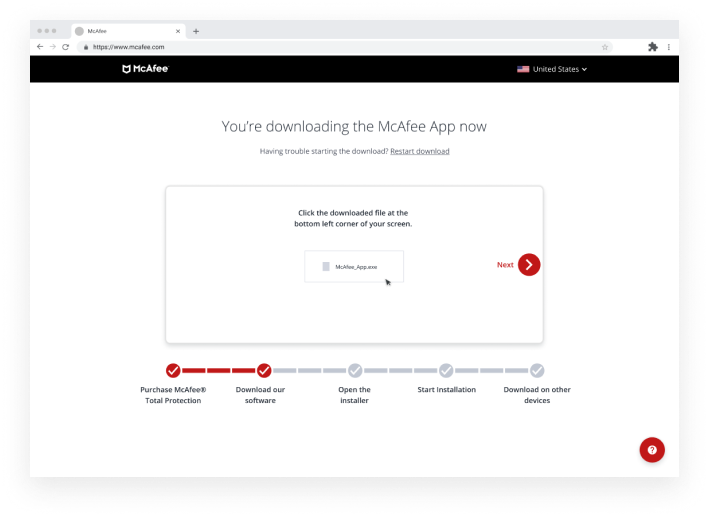 McAfee
https://www.mcafee.com
McAfee
United States
You're downloading the McAfee App now
Having trouble starting the download? Restart download
Click the downloaded file at the
bottom left corner of your screen.
McAfee_App.exe
Next
Purchase McAfee®
Total Protection
Download our
software
Open the
installer
Start Installation
Download on other
devices
?